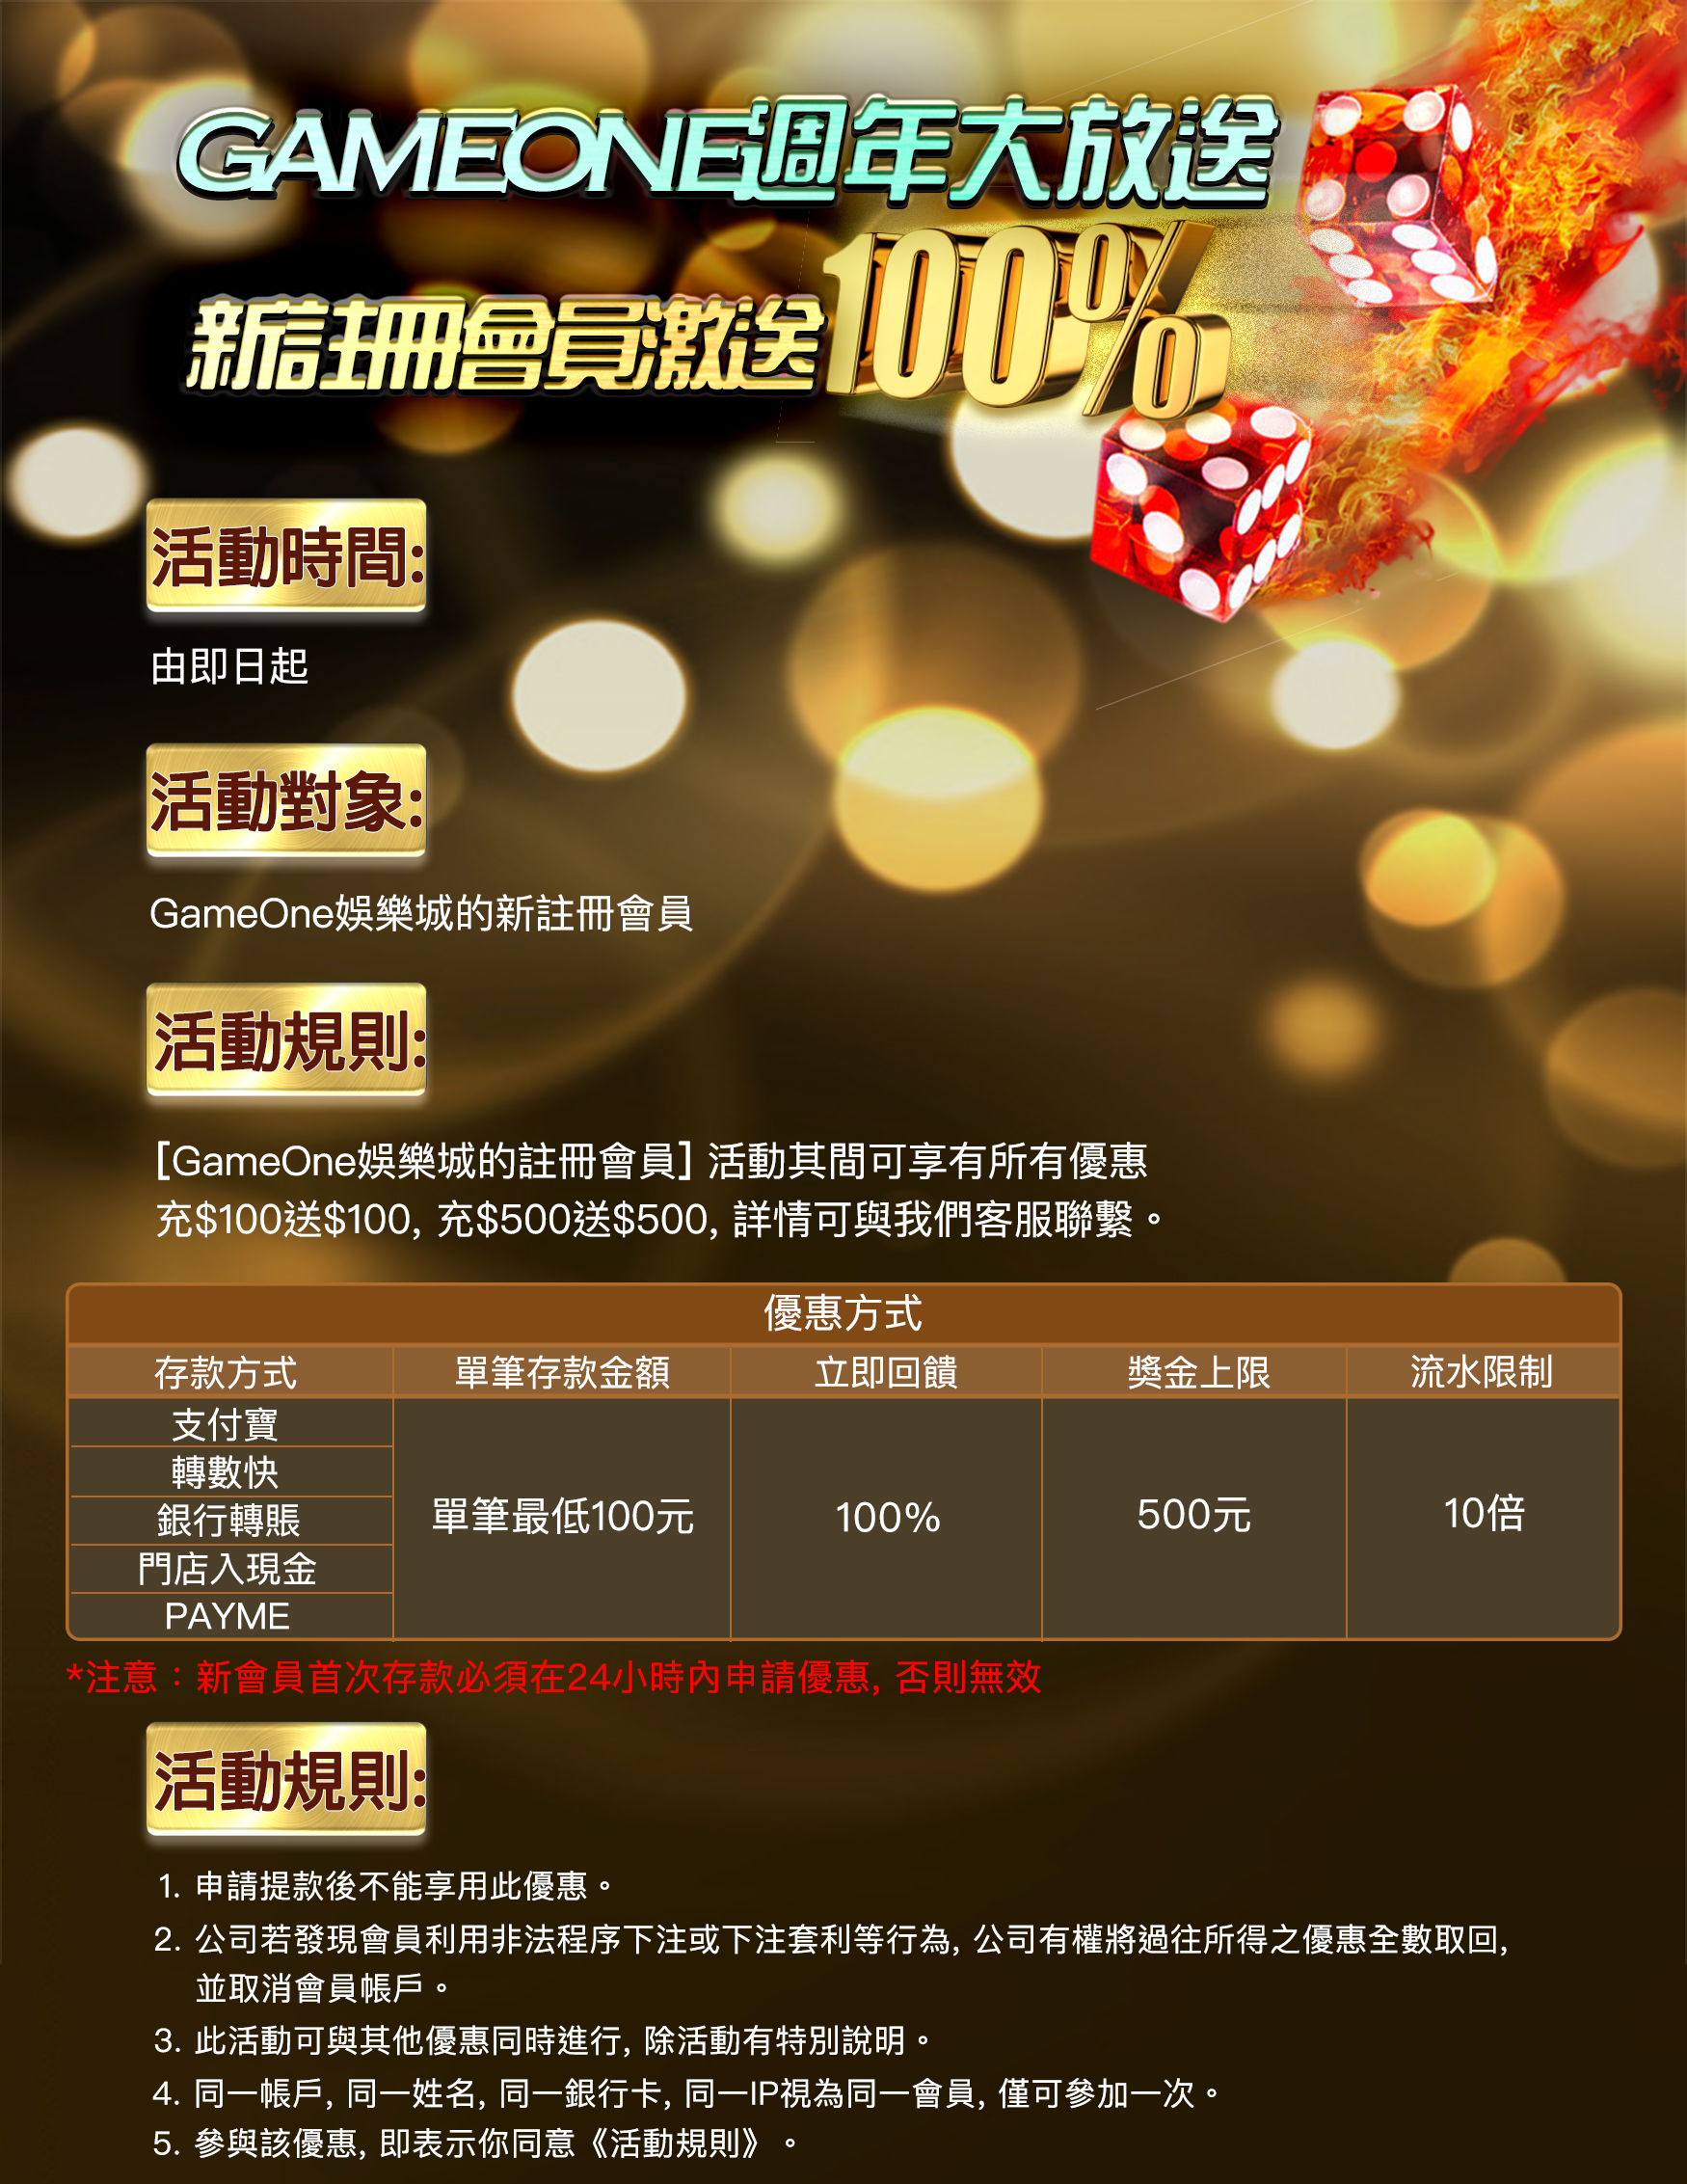 GAMEONE週年大放送
新註冊會員激送100%
活動時間:
由即日起
活動對象:
GameOne娛樂城的新註冊會員
活動規則:
[GameOne娛樂城的註冊會員] 活動其間可享有所有優惠
充$100送$100, 充$500送$500, 詳情可與我們客服聯繫。
優惠方式
存款方式 單筆存款金額 立即回饋 獎金上限 流水限制
支付寶
轉數快
銀行轉賬
門店入現金
PAYME
單筆最低100元 100% 500元 10倍
*注意：新會員首次存款必須在24小時內申請優惠, 否則無效
活動規則:
1. 申請提款後不能享用此優惠。
2. 公司若發現會員利用非法程序下注或下注套利等行為, 公司有權將過往所得之優惠全數取回,
並取消會員帳戶。
3. 此活動可與其他優惠同時進行, 除活動有特別說明。
4. 同一帳戶, 同一姓名, 同一銀行卡, 同一IP視為同一會員, 僅可參加一次。
5. 參與該優惠, 即表示你同意《活動規則》。